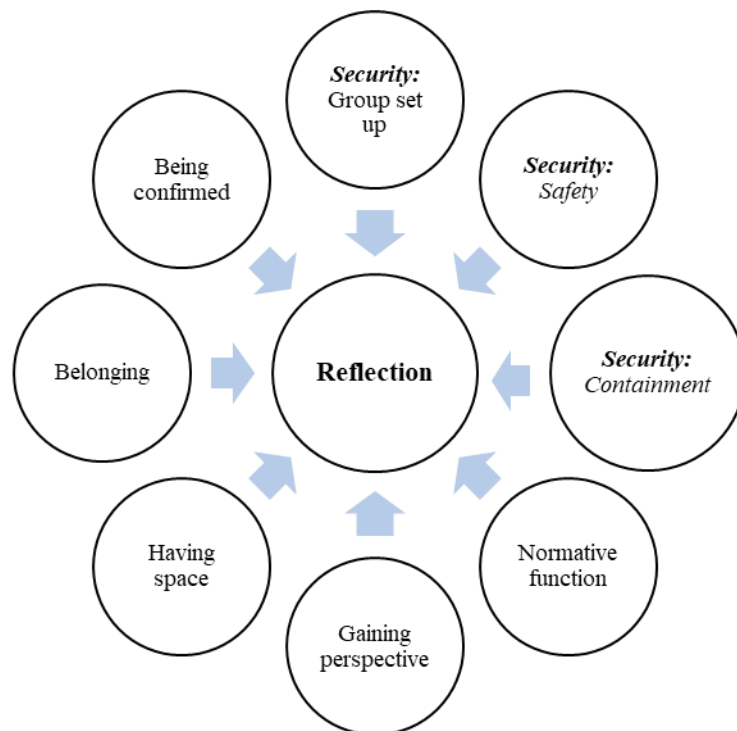 Security:
Group set
up
Security:
Safety
Security:
Containment
Normative
function
Gaining
perspective
Having
space
Belonging
Being
confirmed
Reflection